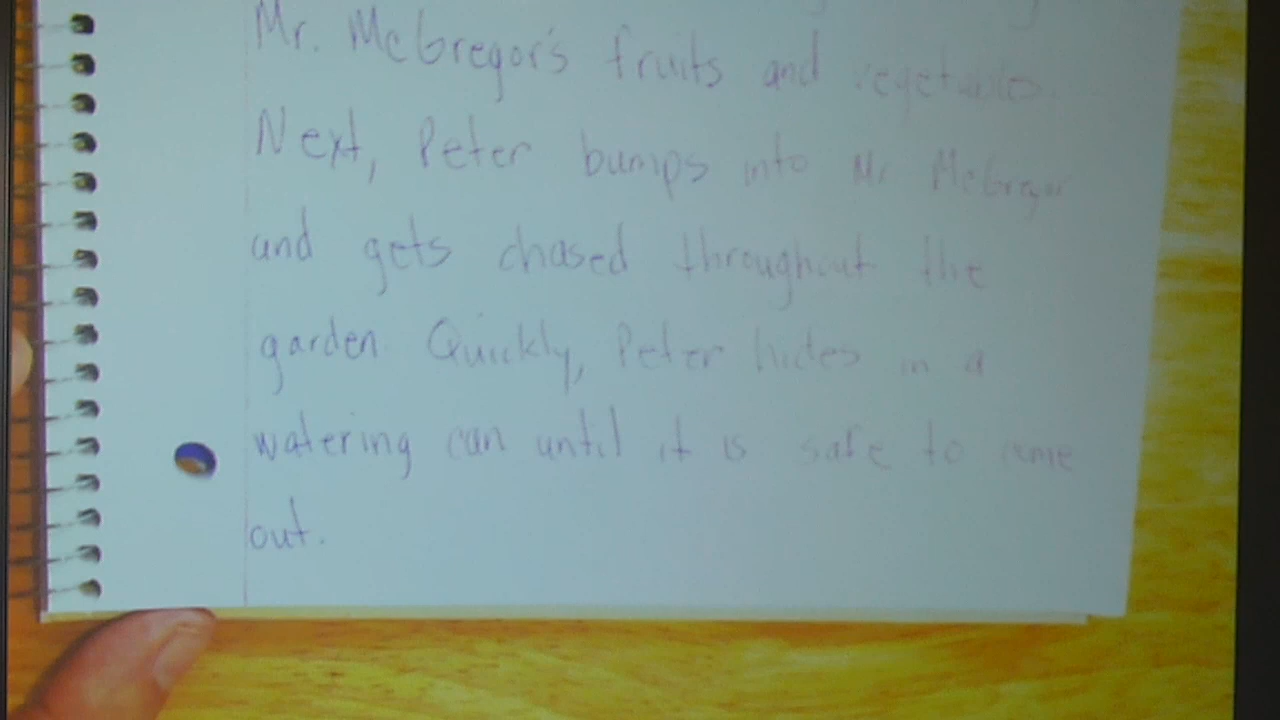 Mr. McGregor's fruits and vegetables.
Next, Peter bumps into Mr McGregor
and gets chased throughout the
garden. Quickly, Peter hides in a
watering can until it is safe to come
out.